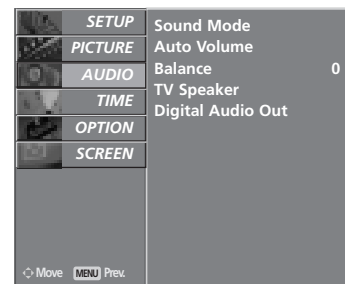 SETUP
PICTURE
AUDIO
TIME
OPTION
SCREEN
Move MENU Prev.
Sound Mode
Auto Volume
Balance 0
TV Speaker
Digital Audio Out